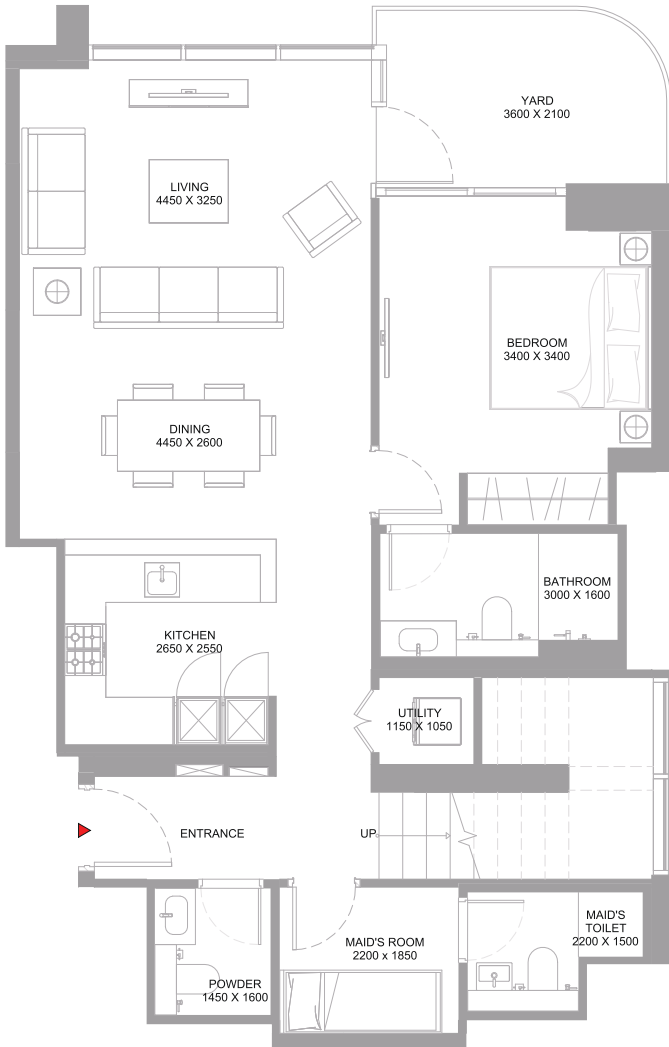 YARD
3600 X 2100
LIVING
4450 X 3250
BEDROOM
3400 X 3400
DINING
4450 X 2600
BATHROOM
3000 X 1600
KITCHEN
2650 X 2550
UTILITY
1150 X 1050
ENTRANCE
UP
MAID'S
TOILET
2200 X 1500
MAID'S ROOM
2200 x 1850
POWDER
1450 X 1600